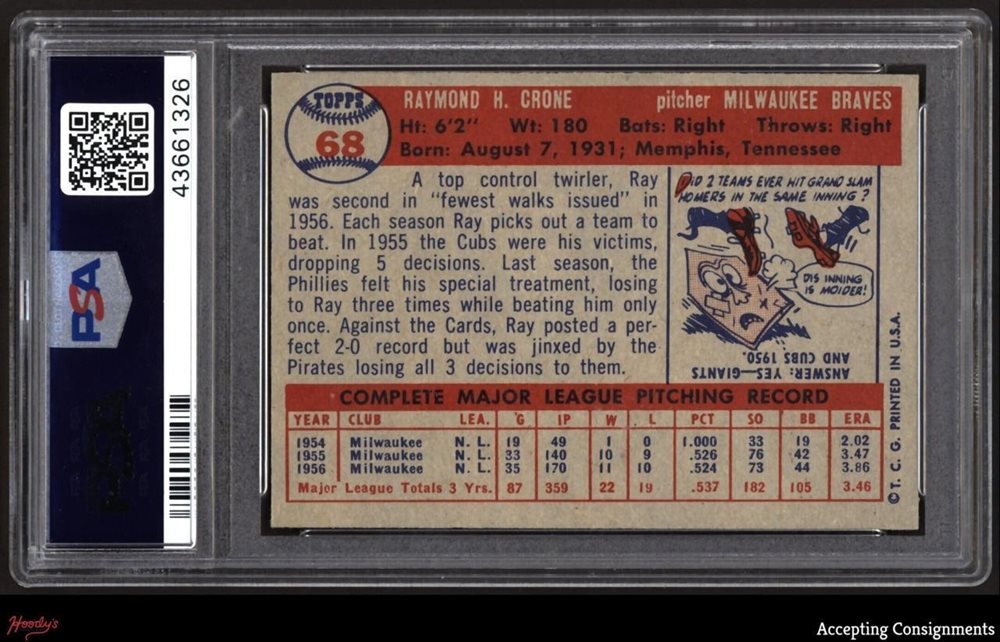 43661326
PSA
TOPPS
68
RAYMOND H. CRONE pitcher MILWAUKEE BRAVES
Ht: 6'2" Wt: 180 Bats: Right Throws: Right
Born: August 7, 1931; Memphis, Tennessee
A top control twirler, Ray
was second in "fewest walks issued" in
1956. Each season Ray picks out a team to
beat. In 1955 the Cubs were his victims,
dropping 5 decisions. Last season, the
Phillies felt his special treatment, losing
to Ray three times while beating him only
once. Against the Cards, Ray posted a per-
fect 2-0 record but was jinxed by the
Pirates losing all 3 decisions to them.
DID 2 TEAMS EVER HIT GRAND SLAM
HOMERS IN THE SAME INNING?
DIS INNING
IS MOIDER!
ANSWER: YES—GIANTS
AND CUBS 1950.
COMPLETE MAJOR LEAGUE PITCHING RECORD
YEAR CLUB LEA. G IP W L PCT SO BB ERA
1954 Milwaukee N. L. 19 49 1 0 1.000 33 19 2.02
1955 Milwaukee N. L. 33 140 10 9 .526 76 42 3.47
1956 Milwaukee N. L. 35 170 11 10 .524 73 44 3.86
Major League Totals 3 Yrs. 87 359 22 19 .537 182 105 3.46
©T. C. G. PRINTED IN U.S.A.
Hoody's
Accepting Consignments